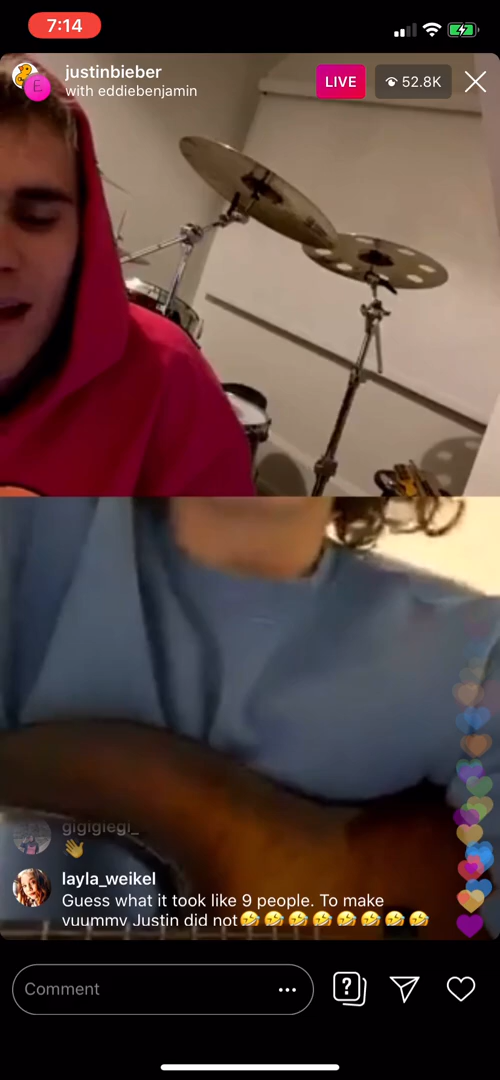 7:14
justinbieber
with eddiebenjamin
LIVE
52.8K
E
gigigiegi_
👋
layla_weikel
Guess what it took like 9 people. To make
yuummy Justin did not🤣🤣🤣🤣🤣🤣🤣🤣
Comment